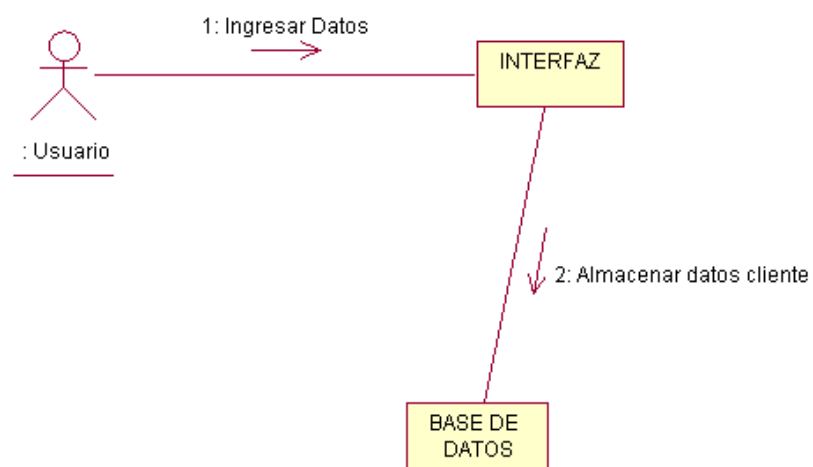 1: Ingresar Datos
INTERFAZ
: Usuario
2: Almacenar datos cliente
BASE DE
DATOS